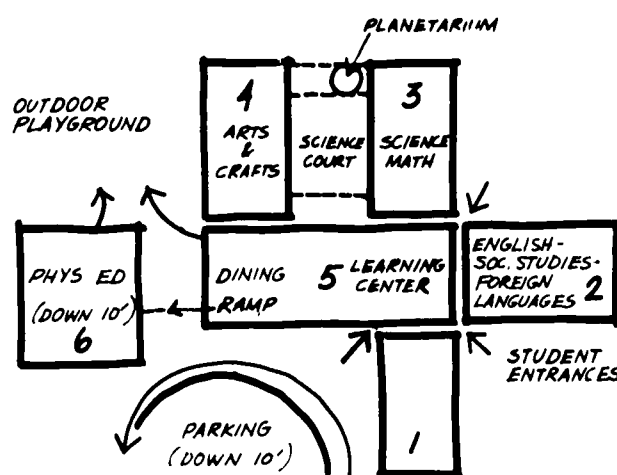 PLANETARIUM
4
ARTS
&
CRAFTS
SCIENCE
COURT
3
SCIENCE
MATH
OUTDOOR
PLAYGROUND
PHYS ED
(DOWN 10')
6
DINING
RAMP
5 LEARNING
CENTER
ENGLISH-
SOC. STUDIES-
FOREIGN
LANGUAGES 2
STUDENT
ENTRANCES
PARKING
(DOWN 10')
1